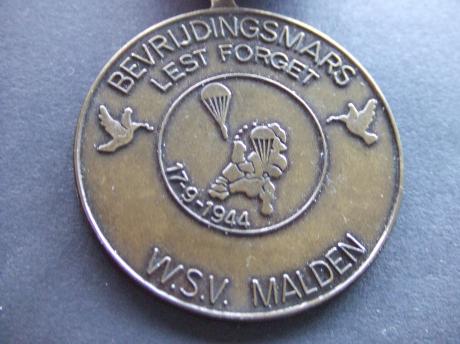 BEVRIJDINGSMARS
LEST FORGET
17-9-1944
W.S.V. MALDEN